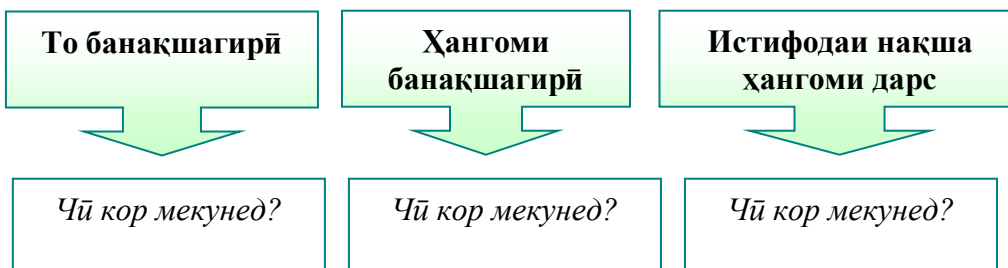 То банақшагирӣ
Ҳангоми
банақшагирӣ
Истифодаи нақша
ҳангоми дарс
Чӣ кор мекунед?
Чӣ кор мекунед?
Чӣ кор мекунед?